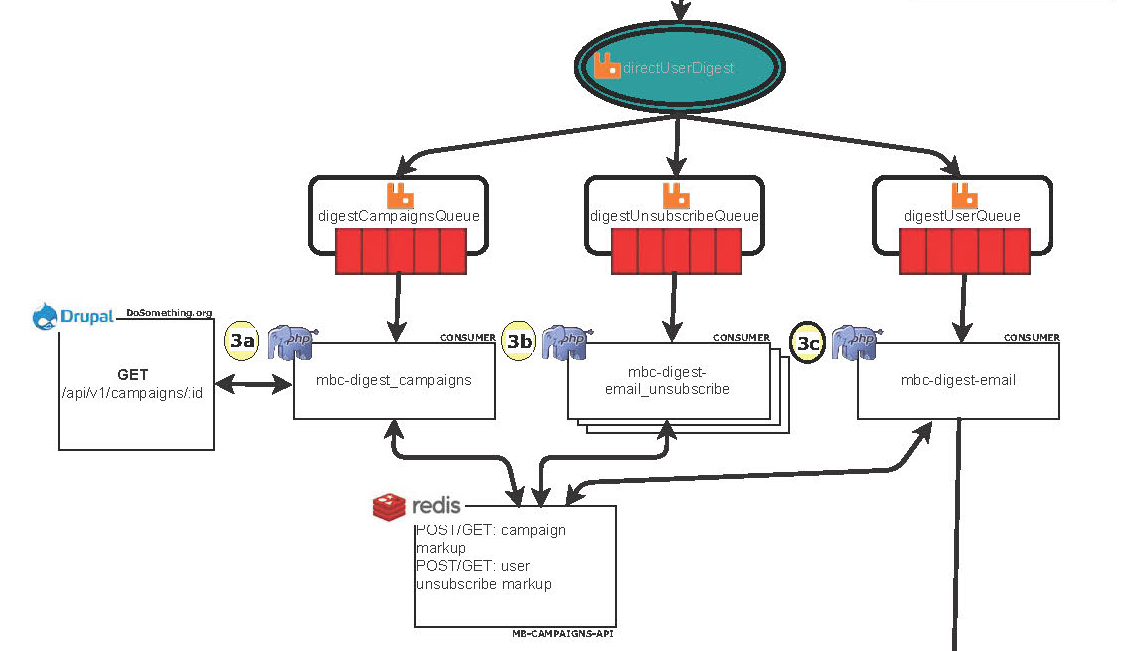 directUserDigest
digestCampaignsQueue
digestUnsubscribeQueue
digestUserQueue
Drupal
DoSomething.org
GET
/api/v1/campaigns/:id
3a
php
CONSUMER
mbc-digest_campaigns
3b
php
CONSUMER
mbc-digest-
email_unsubscribe
3c
php
CONSUMER
mbc-digest-email
redis
POST/GET: campaign
markup
POST/GET: user
unsubscribe markup
MB-CAMPAIGNS-API